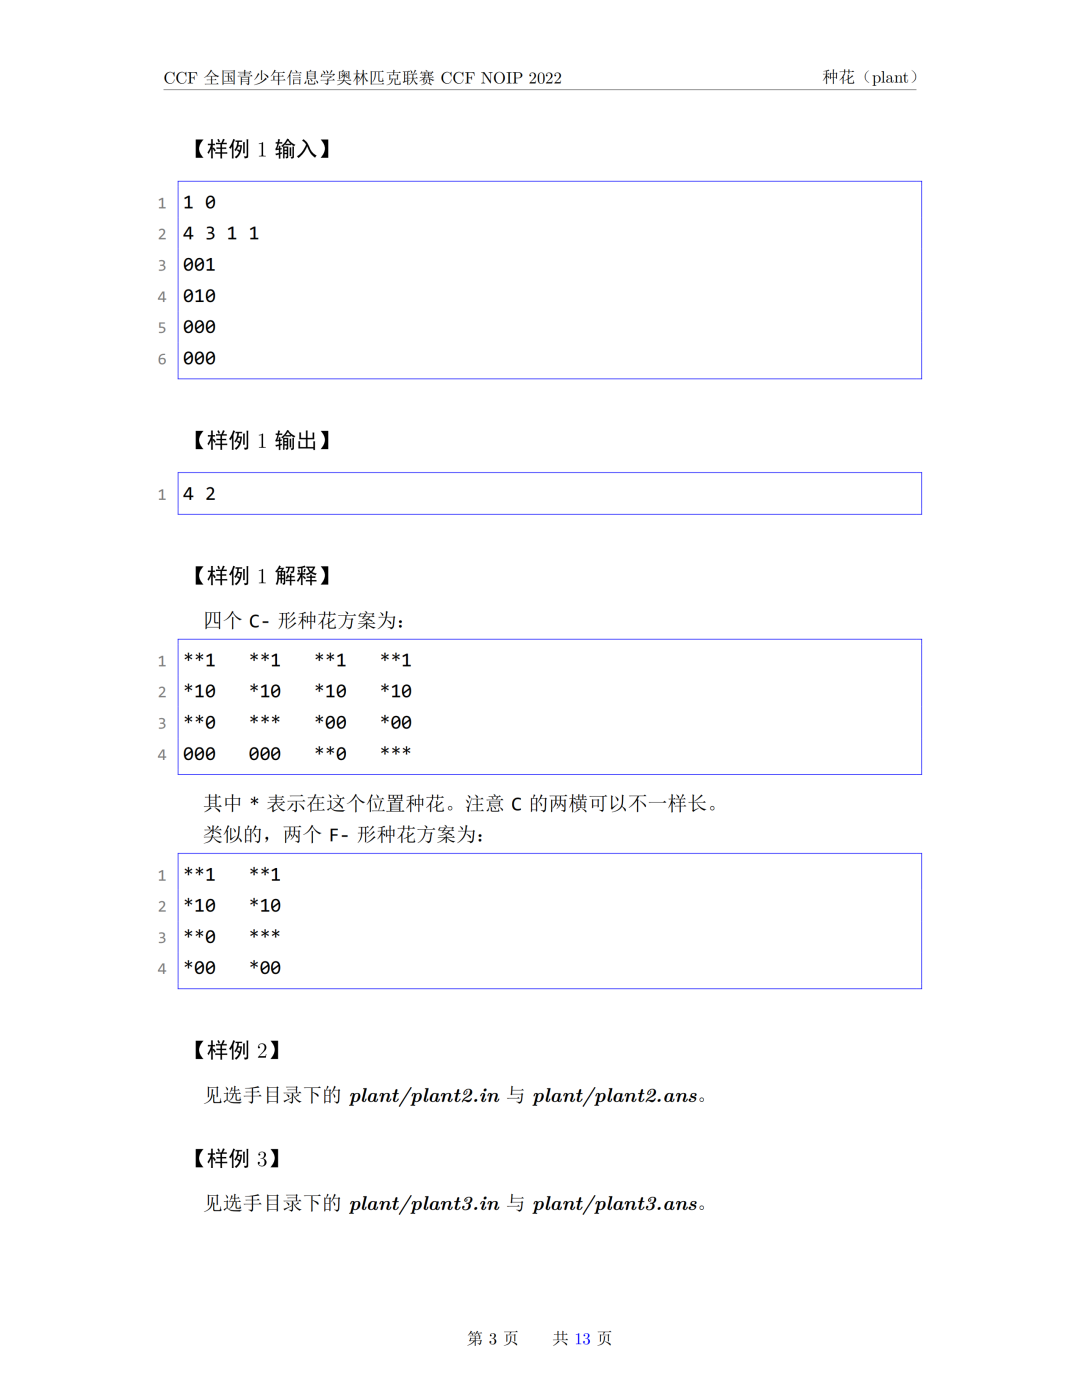 CCF 全国青少年信息学奥林匹克联赛 CCF NOIP 2022 种花（plant）
【样例 1 输入】
1 1 0
2 4 3 1 1
3 001
4 010
5 000
6 000
【样例 1 输出】
1 4 2
【样例 1 解释】
四个 C- 形种花方案为：
1 **1 **1 **1 **1
2 *10 *10 *10 *10
3 **0 *** *00 *00
4 000 000 **0 ***
其中 * 表示在这个位置种花。注意 C 的两横可以不一样长。
类似的，两个 F- 形种花方案为：
1 **1 **1
2 *10 *10
3 **0 ***
4 *00 *00
【样例 2】
见选手目录下的 plant/plant2.in 与 plant/plant2.ans。
【样例 3】
见选手目录下的 plant/plant3.in 与 plant/plant3.ans。
第 3 页 共 13 页